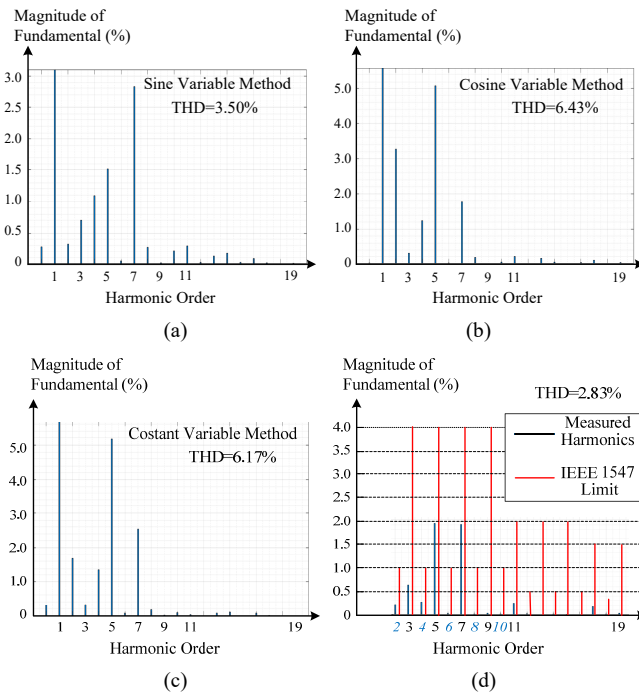 Magnitude of
Fundamental (%)
3.0
2.5
2.0
1.5
1.0
0.5
0
Sine Variable Method
THD=3.50%
1 3 5 7 9 11 19
Harmonic Order
(a)
Magnitude of
Fundamental (%)
5.0
4.0
3.0
2.0
1.0
0
Cosine Variable Method
THD=6.43%
1 3 5 7 9 11 19
Harmonic Order
(b)
Magnitude of
Fundamental (%)
5.0
4.0
3.0
2.0
1.0
0
Costant Variable Method
THD=6.17%
1 3 5 7 9 11 19
Harmonic Order
(c)
Magnitude of
Fundamental (%)
THD=2.83%
4.0
3.5
3.0
2.5
2.0
1.5
1.0
0.5
0
Measured
Harmonics
IEEE 1547
Limit
2 3 4 5 6 7 8 9 10 11 19
Harmonic Order
(d)